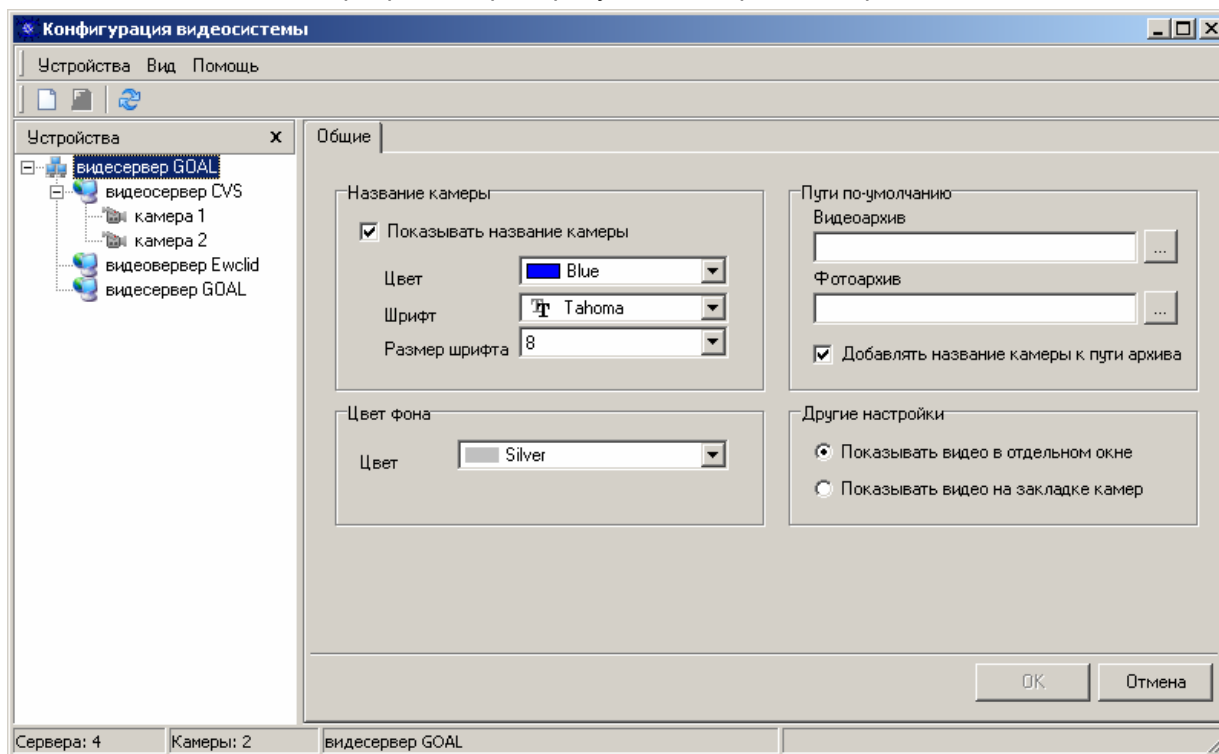 Конфигурация видеосистемы
Устройства Вид Помощь
Устройства x
видесервер GOAL
видеосервер CVS
камера 1
камера 2
видеовервер Ewclid
видесервер GOAL
Общие
Название камеры
Показывать название камеры
Цвет Blue
Шрифт Tahoma
Размер шрифта 8
Цвет фона
Цвет Silver
Пути по-умолчанию
Видеоархив
...
Фотоархив
...
Добавлять название камеры к пути архива
Другие настройки
Показывать видео в отдельном окне
Показывать видео на закладке камер
OK Отмена
Сервера: 4 Камеры: 2 видесервер GOAL